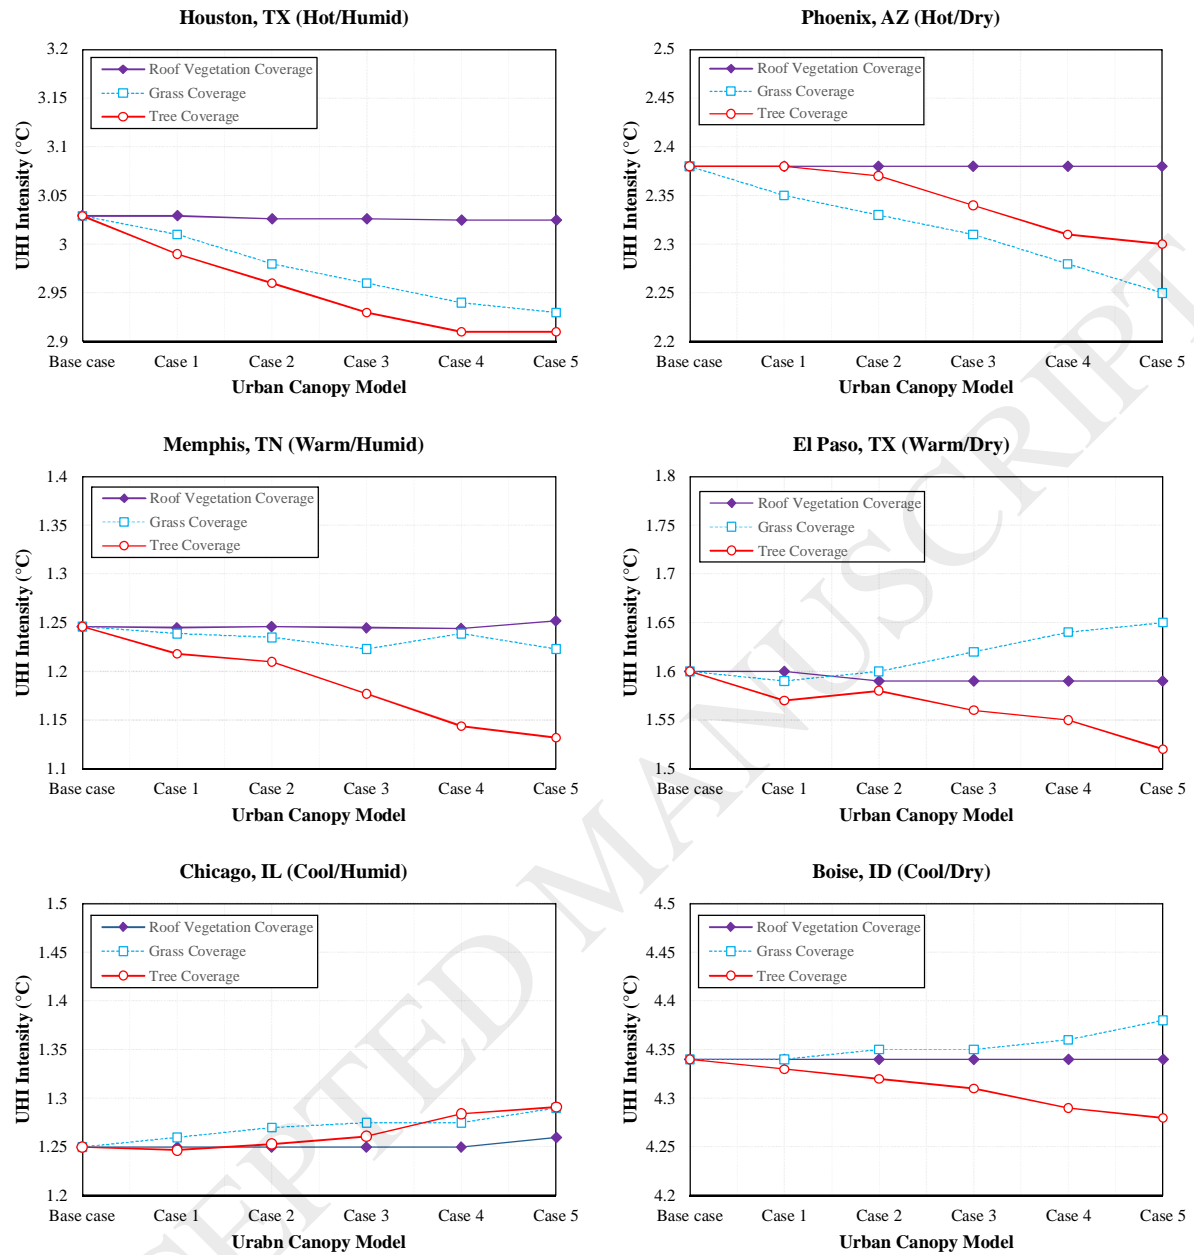 Houston, TX (Hot/Humid)
3.2
3.15
3.1
3.05
3
2.95
2.9
UHI Intensity (°C)
Roof Vegetation Coverage
Grass Coverage
Tree Coverage
Base case Case 1 Case 2 Case 3 Case 4 Case 5
Urban Canopy Model
Phoenix, AZ (Hot/Dry)
2.5
2.45
2.4
2.35
2.3
2.25
2.2
UHI Intensity (°C)
Roof Vegetation Coverage
Grass Coverage
Tree Coverage
Base case Case 1 Case 2 Case 3 Case 4 Case 5
Urban Canopy Model
Memphis, TN (Warm/Humid)
1.4
1.35
1.3
1.25
1.2
1.15
1.1
UHI Intensity (°C)
Roof Vegetation Coverage
Grass Coverage
Tree Coverage
Base case Case 1 Case 2 Case 3 Case 4 Case 5
Urban Canopy Model
El Paso, TX (Warm/Dry)
1.8
1.75
1.7
1.65
1.6
1.55
1.5
UHI Intensity (°C)
Roof Vegetation Coverage
Grass Coverage
Tree Coverage
Base case Case 1 Case 2 Case 3 Case 4 Case 5
Urban Canopy Model
Chicago, IL (Cool/Humid)
1.5
1.45
1.4
1.35
1.3
1.25
1.2
UHI Intensity (°C)
Roof Vegetation Coverage
Grass Coverage
Tree Coverage
Base case Case 1 Case 2 Case 3 Case 4 Case 5
Urabn Canopy Model
Boise, ID (Cool/Dry)
4.5
4.45
4.4
4.35
4.3
4.25
4.2
UHI Intensity (°C)
Roof Vegetation Coverage
Grass Coverage
Tree Coverage
Base case Case 1 Case 2 Case 3 Case 4 Case 5
Urban Canopy Model
EPTED MANUSCRIPT